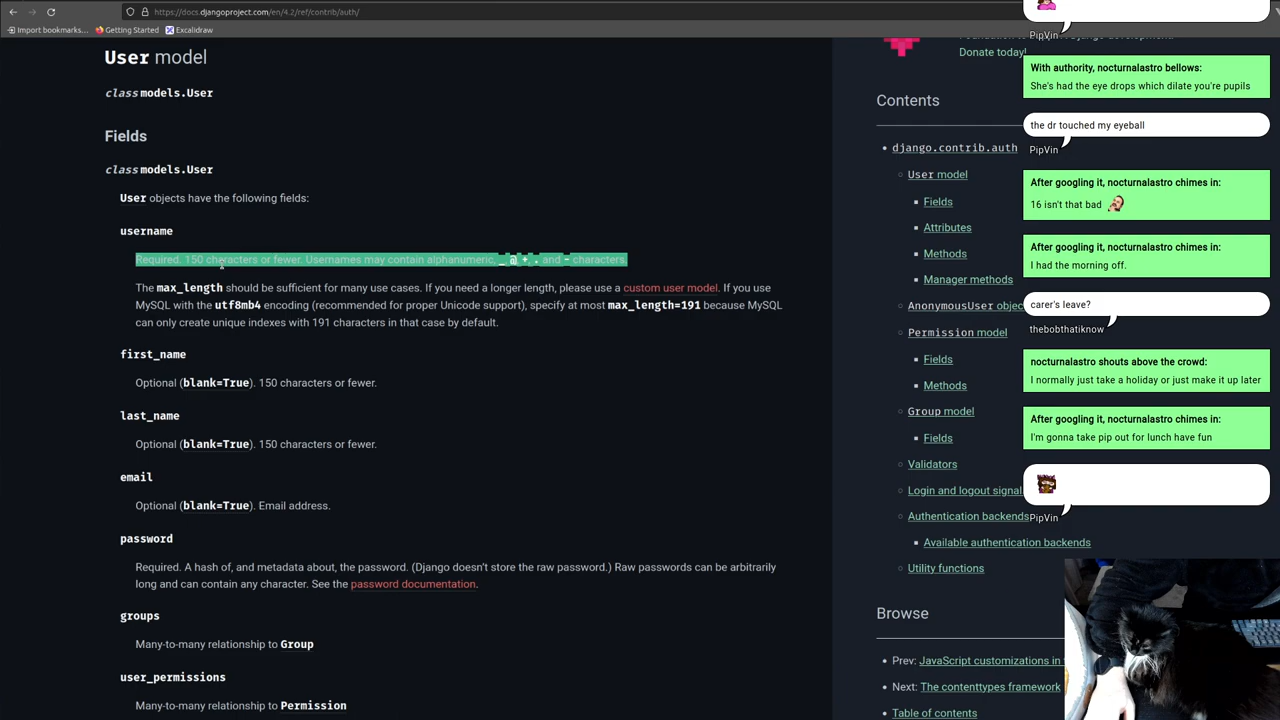 https://docs.djangoproject.com/en/4.2/ref/contrib/auth/
Import bookmarks...
Getting Started
Excalidraw
User model
class models.User
Fields
class models.User
User objects have the following fields:
username
Required. 150 characters or fewer. Usernames may contain alphanumeric, _, @, +, . and - characters.
The max_length should be sufficient for many use cases. If you need a longer length, please use a custom user model. If you use
MySQL with the utf8mb4 encoding (recommended for proper Unicode support), specify at most max_length=191 because MySQL
can only create unique indexes with 191 characters in that case by default.
first_name
Optional (blank=True). 150 characters or fewer.
last_name
Optional (blank=True). 150 characters or fewer.
email
Optional (blank=True). Email address.
password
Required. A hash of, and metadata about, the password. (Django doesn't store the raw password.) Raw passwords can be arbitrarily
long and can contain any character. See the password documentation.
groups
Many-to-many relationship to Group
user_permissions
Many-to-many relationship to Permission
Donate today!
Contents
django.contrib.auth
User model
Fields
Attributes
Methods
Manager methods
AnonymousUser objec
Permission model
Fields
Methods
Group model
Fields
Validators
Login and logout signal
Authentication backends
Available authentication backends
Utility functions
Browse
Prev: JavaScript customizations in
Next: The contenttypes framework
Table of contents
PipVin
With authority, nocturnalastro bellows:
She's had the eye drops which dilate you're pupils
the dr touched my eyeball
PipVin
After googling it, nocturnalastro chimes in:
16 isn't that bad
After googling it, nocturnalastro chimes in:
I had the morning off.
carer's leave?
thebobthatiknow
nocturnalastro shouts above the crowd:
I normally just take a holiday or just make it up later
After googling it, nocturnalastro chimes in:
I'm gonna take pip out for lunch have fun
PipVin